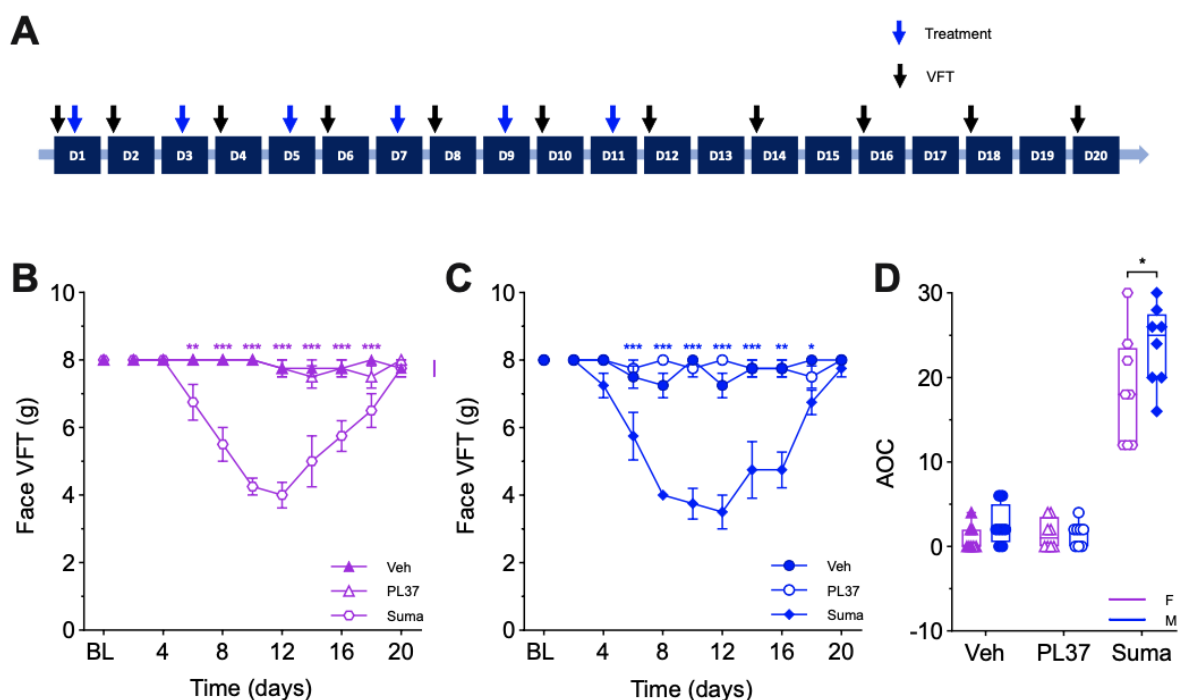 A
Treatment
VFT
D1 D2 D3 D4 D5 D6 D7 D8 D9 D10 D11 D12 D13 D14 D15 D16 D17 D18 D19 D20
B
Face VFT (g)
10
8
6
4
2
0
** *** *** *** *** *** ***
Veh
PL37
Suma
BL 4 8 12 16 20
Time (days)
C
Face VFT (g)
10
8
6
4
2
0
*** *** *** *** *** ** *
Veh
PL37
Suma
BL 4 8 12 16 20
Time (days)
D
AOC
30
20
10
0
-10
*
F
M
Veh PL37 Suma